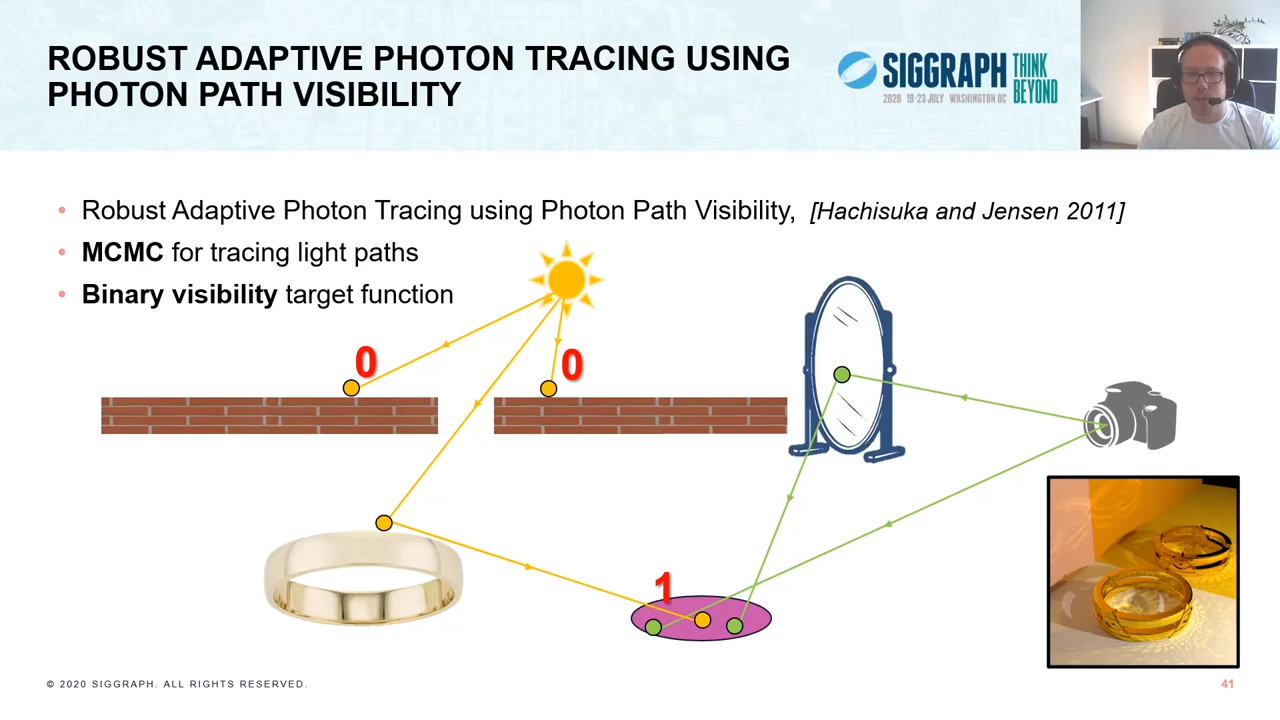 ROBUST ADAPTIVE PHOTON TRACING USING
PHOTON PATH VISIBILITY
SIGGRAPH
THINK
BEYOND
2020 19-23 JULY WASHINGTON DC
• Robust Adaptive Photon Tracing using Photon Path Visibility, [Hachisuka and Jensen 2011]
• MCMC for tracing light paths
• Binary visibility target function
0
0
1
© 2020 SIGGRAPH. ALL RIGHTS RESERVED.
41